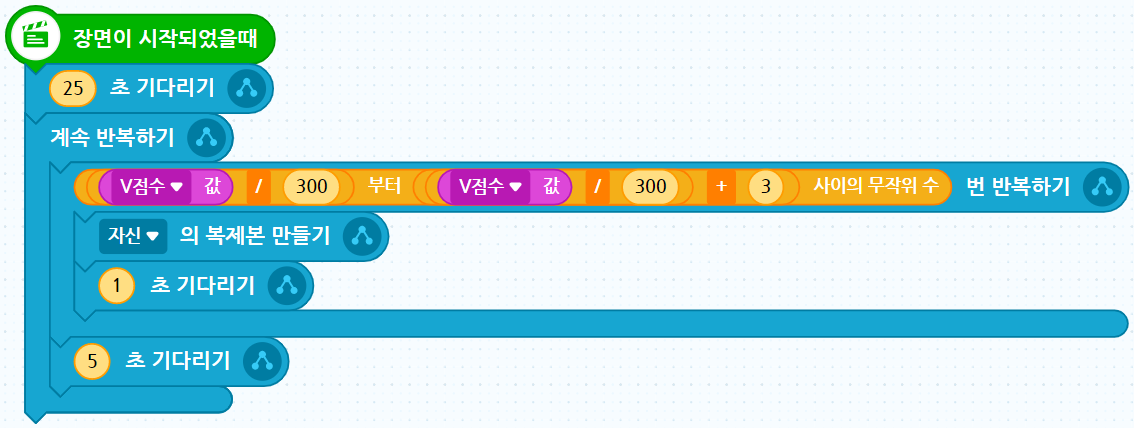 장면이 시작되었을때
25 초 기다리기
계속 반복하기
V점수 값 / 300 부터 V점수 값 / 300 + 3 사이의 무작위 수 번 반복하기
자신 의 복제본 만들기
1 초 기다리기
5 초 기다리기